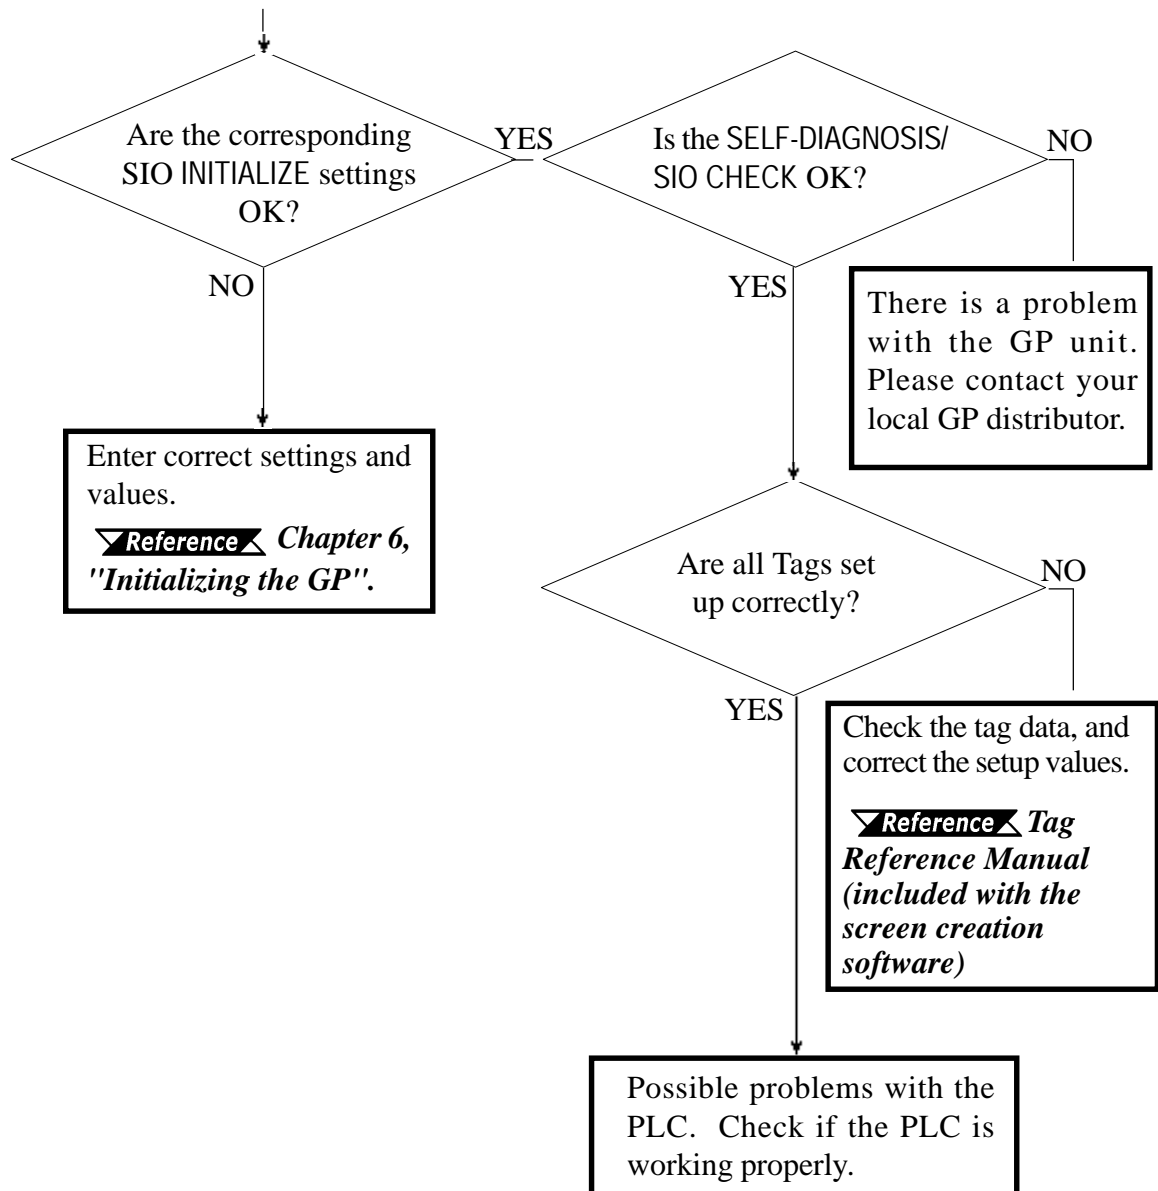 Are the corresponding
SIO INITIALIZE settings
OK?
YES
NO
Is the SELF-DIAGNOSIS/
SIO CHECK OK?
NO
YES
There is a problem
with the GP unit.
Please contact your
local GP distributor.
Enter correct settings and
values.
Reference Chapter 6,
"Initializing the GP".
Are all Tags set
up correctly?
NO
YES
Check the tag data, and
correct the setup values.
Reference Tag
Reference Manual
(included with the
screen creation
software)
Possible problems with the
PLC. Check if the PLC is
working properly.